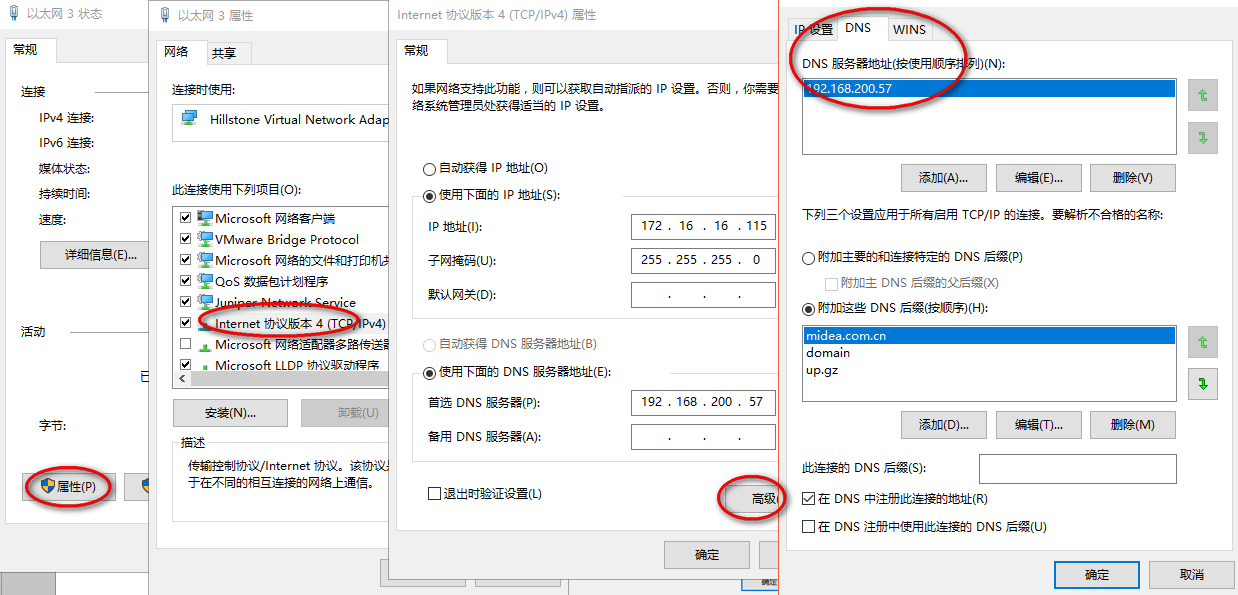 以太网 3 状态
常规
连接
IPv4 连接:
IPv6 连接:
媒体状态:
持续时间:
速度:
详细信息(E)...
活动
已
字节:
属性(P)
以太网 3 属性
网络
共享
连接时使用:
Hillstone Virtual Network Adap
此连接使用下列项目(O):
Microsoft 网络客户端
VMware Bridge Protocol
Microsoft 网络的文件和打印机共
QoS 数据包计划程序
Juniper Network Service
Internet 协议版本 4 (TCP/IPv4)
Microsoft 网络适配器多路传送器
Microsoft LLDP 协议驱动程序
安装(N)...
卸载(U)
描述
传输控制协议/Internet 协议。该协议
于在不同的相互连接的网络上通信。
Internet 协议版本 4 (TCP/IPv4) 属性
常规
如果网络支持此功能，则可以获取自动指派的 IP 设置。否则，你需要
络系统管理员处获得适当的 IP 设置。
自动获得 IP 地址(O)
使用下面的 IP 地址(S):
IP 地址(I):
172 . 16 . 16 . 115
子网掩码(U):
255 . 255 . 255 . 0
默认网关(D):
. . .
自动获得 DNS 服务器地址(B)
使用下面的 DNS 服务器地址(E):
首选 DNS 服务器(P):
192 . 168 . 200 . 57
备用 DNS 服务器(A):
. . .
退出时验证设置(L)
高级(
确定
确定
IP 设置
DNS
WINS
DNS 服务器地址(按使用顺序排列)(N):
192.168.200.57
添加(A)...
编辑(E)...
删除(V)
下列三个设置应用于所有启用 TCP/IP 的连接。要解析不合格的名称:
附加主要的和连接特定的 DNS 后缀(P)
附加主 DNS 后缀的父后缀(X)
附加这些 DNS 后缀(按顺序)(H):
midea.com.cn
domain
up.gz
添加(D)...
编辑(T)...
删除(M)
此连接的 DNS 后缀(S):
在 DNS 中注册此连接的地址(R)
在 DNS 注册中使用此连接的 DNS 后缀(U)
确定
取消